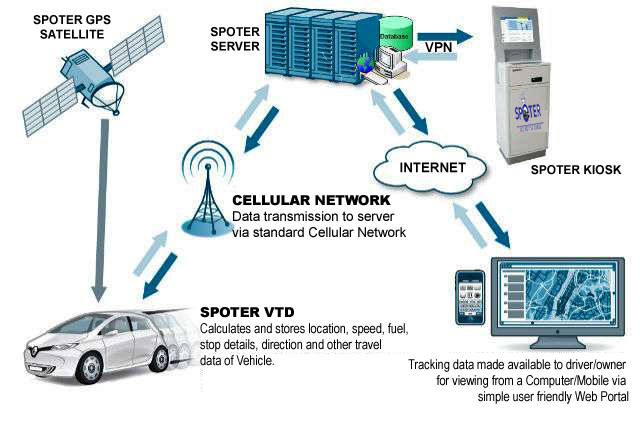 SPOTER GPS
SATELLITE
SPOTER
SERVER
Database
VPN
SPOTER
SPOTER KIOSK
INTERNET
CELLULAR NETWORK
Data transmission to server
via standard Cellular Network
SPOTER VTD
Calculates and stores location, speed, fuel,
stop details, direction and other travel
data of Vehicle.
Tracking data made available to driver/owner
for viewing from a Computer/Mobile via
simple user friendly Web Portal